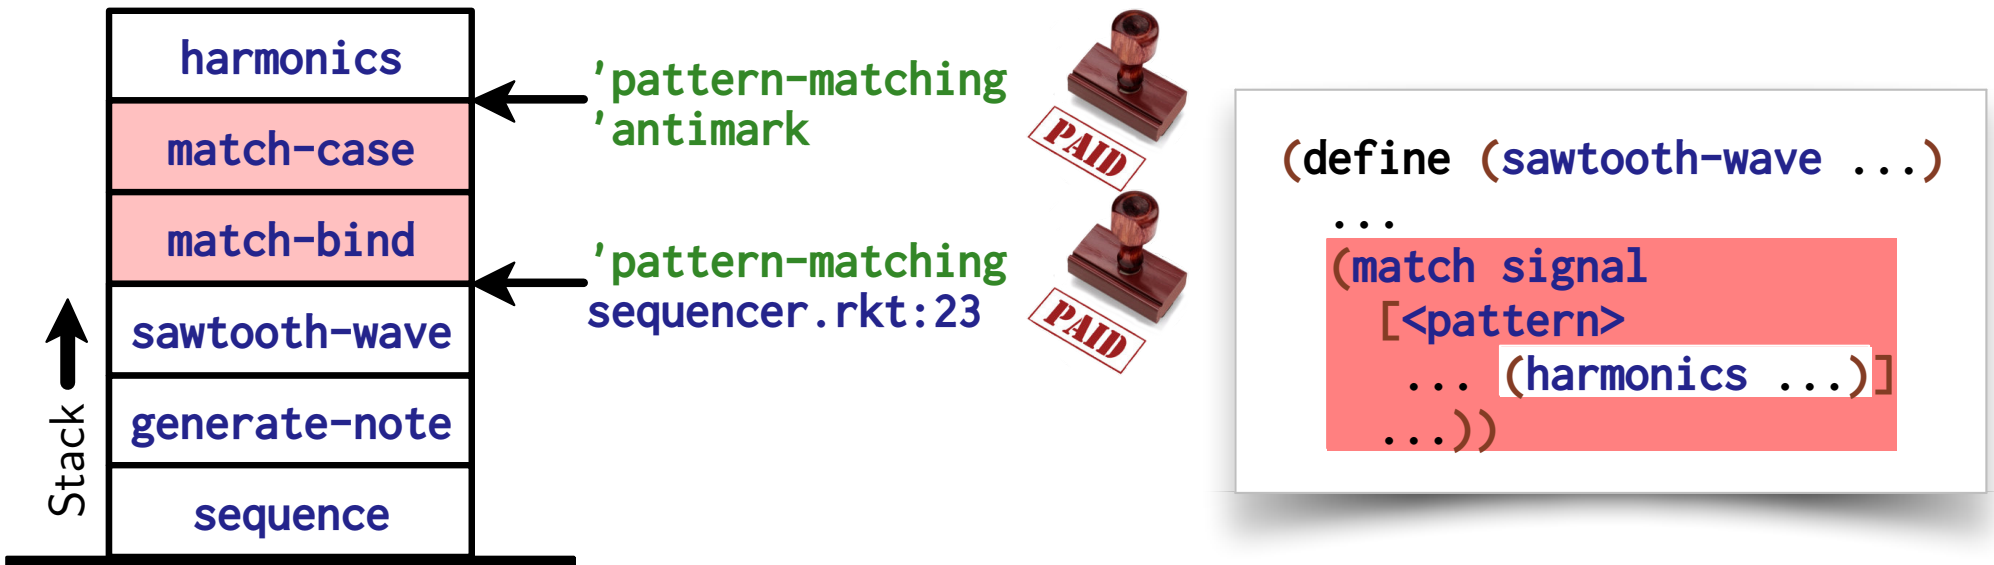 harmonics
match-case
match-bind
sawtooth-wave
generate-note
sequence
Stack
'pattern-matching
'antimark
PAID
'pattern-matching
sequencer.rkt:23
PAID
(define (sawtooth-wave ...)
...
(match signal
[<pattern>
... (harmonics ...)]
...))